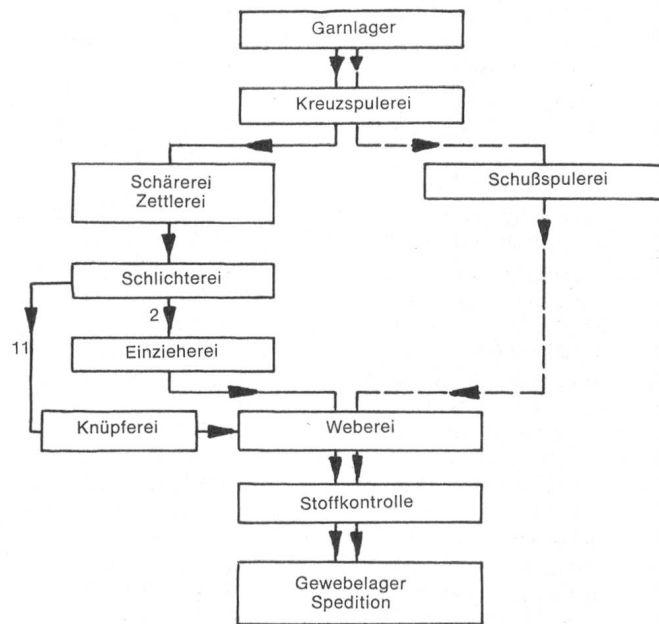 Garnlager
Kreuzspulerei
Schärerei
Zettlerei
Schußspulerei
Schlichterei
2
11
Einzieherei
Knüpferei
Weberei
Stoffkontrolle
Gewebelager
Spedition